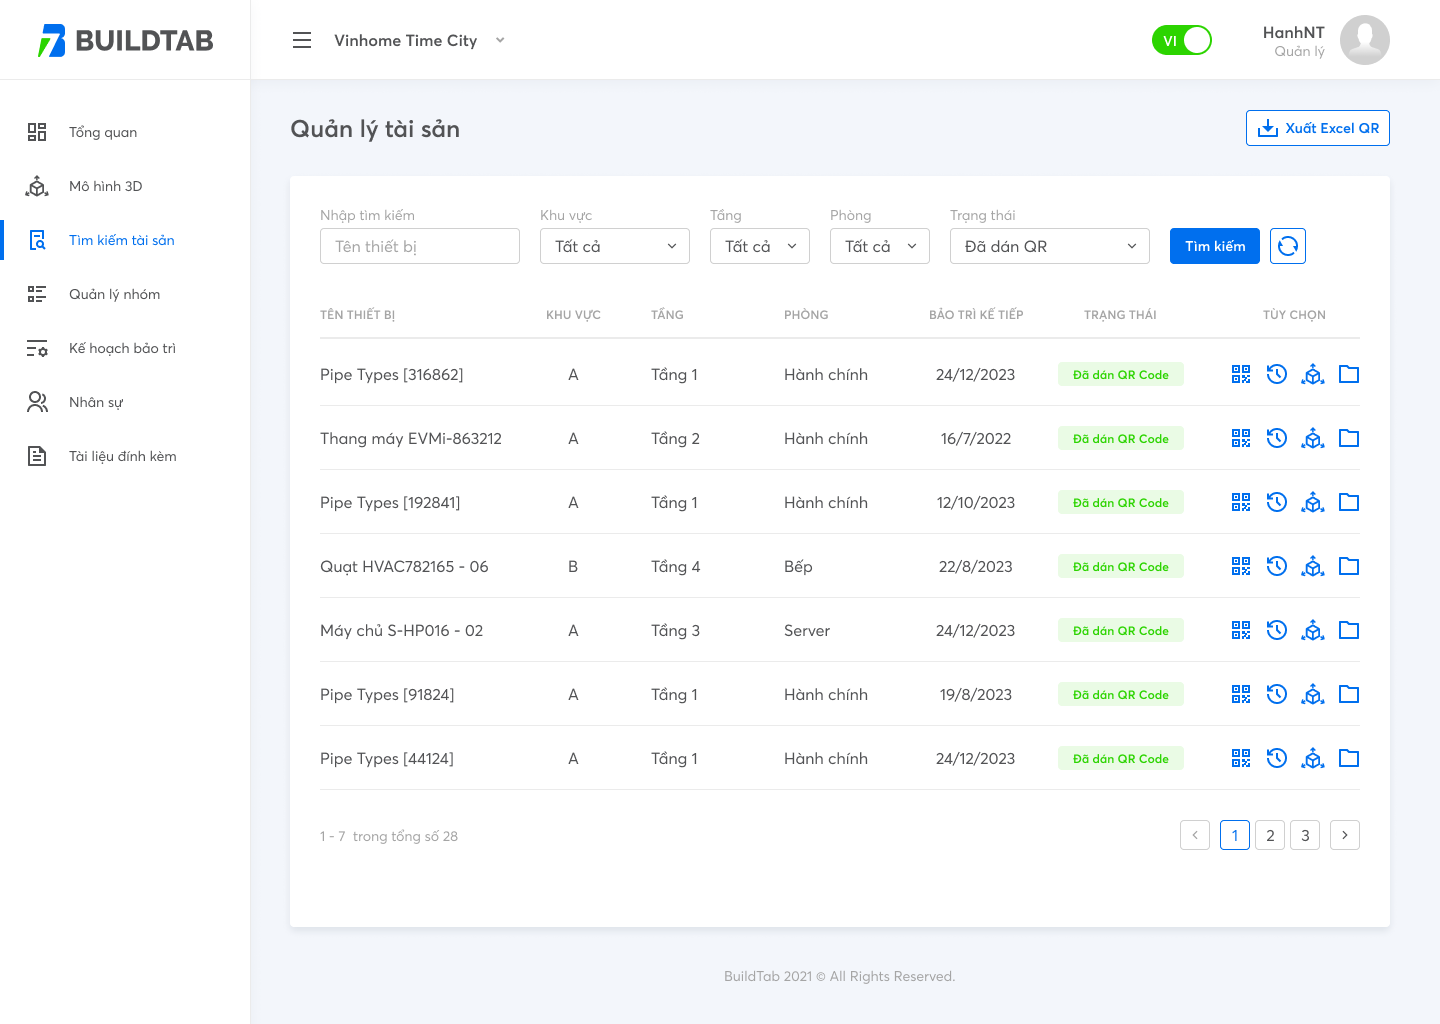 BUILDTAB
Vinhome Time City
VI
HanhNT
Quản lý
Tổng quan
Mô hình 3D
Tìm kiếm tài sản
Quản lý nhóm
Kế hoạch bảo trì
Nhân sự
Tài liệu đính kèm
Quản lý tài sản
Xuất Excel QR
Nhập tìm kiếm Khu vực Tầng Phòng Trạng thái
Tên thiết bị Tất cả Tất cả Tất cả Đã dán QR Tìm kiếm
TÊN THIẾT BỊ KHU VỰC TẦNG PHÒNG BẢO TRÌ KẾ TIẾP TRẠNG THÁI TÙY CHỌN
Pipe Types [316862] A Tầng 1 Hành chính 24/12/2023 Đã dán QR Code
Thang máy EVMi-863212 A Tầng 2 Hành chính 16/7/2022 Đã dán QR Code
Pipe Types [192841] A Tầng 1 Hành chính 12/10/2023 Đã dán QR Code
Quạt HVAC782165 - 06 B Tầng 4 Bếp 22/8/2023 Đã dán QR Code
Máy chủ S-HP016 - 02 A Tầng 3 Server 24/12/2023 Đã dán QR Code
Pipe Types [91824] A Tầng 1 Hành chính 19/8/2023 Đã dán QR Code
Pipe Types [44124] A Tầng 1 Hành chính 24/12/2023 Đã dán QR Code
1 - 7 trong tổng số 28
1 2 3
BuildTab 2021 © All Rights Reserved.